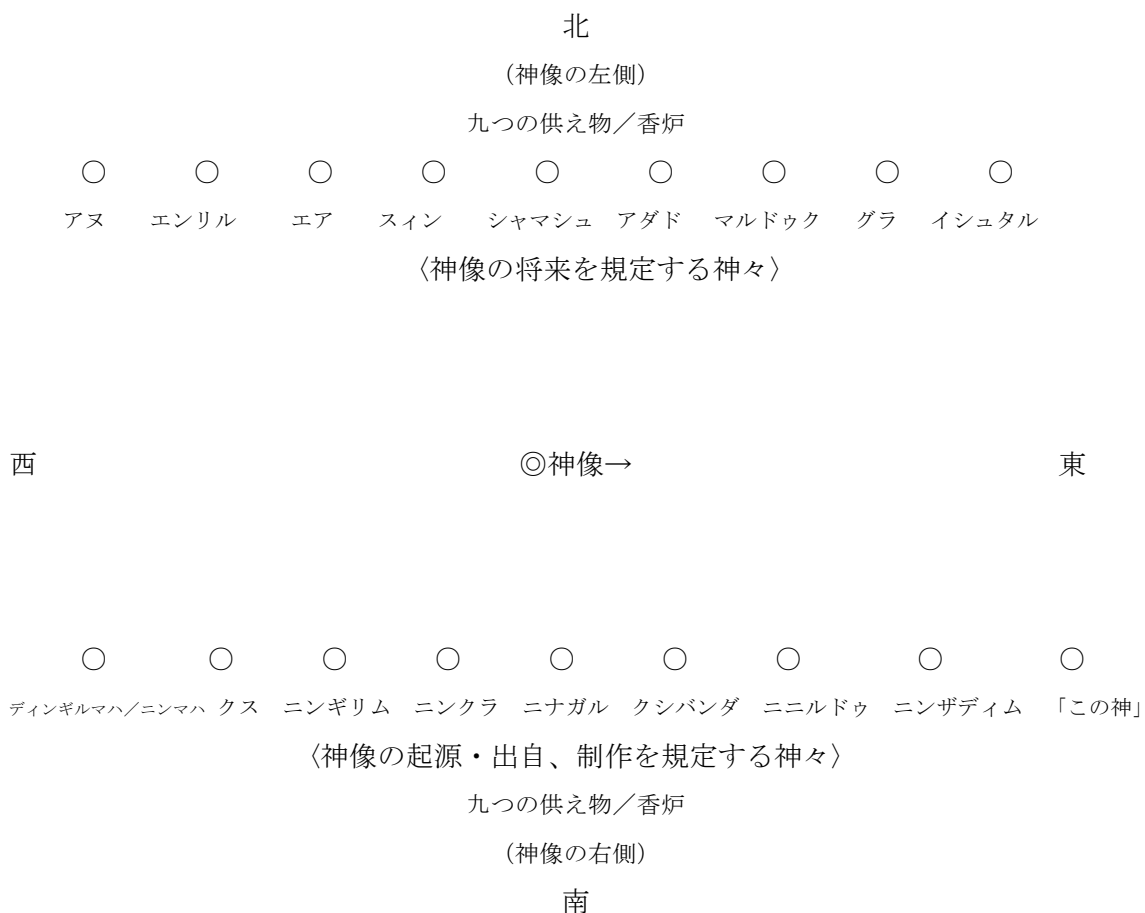 北
（神像の左側）
九つの供え物／香炉
○ ○ ○ ○ ○ ○ ○ ○ ○
アヌ エンリル エア スィン シャマシュ アダド マルドゥク グラ イシュタル
〈神像の将来を規定する神々〉
西 ◎神像→ 東
○ ○ ○ ○ ○ ○ ○ ○ ○
ディンギルマハ／ニンマハ クス ニンギリム ニンクラ ニナガル クシバンダ ニニルドゥ ニンザディム 「この神」
〈神像の起源・出自、制作を規定する神々〉
九つの供え物／香炉
（神像の右側）
南